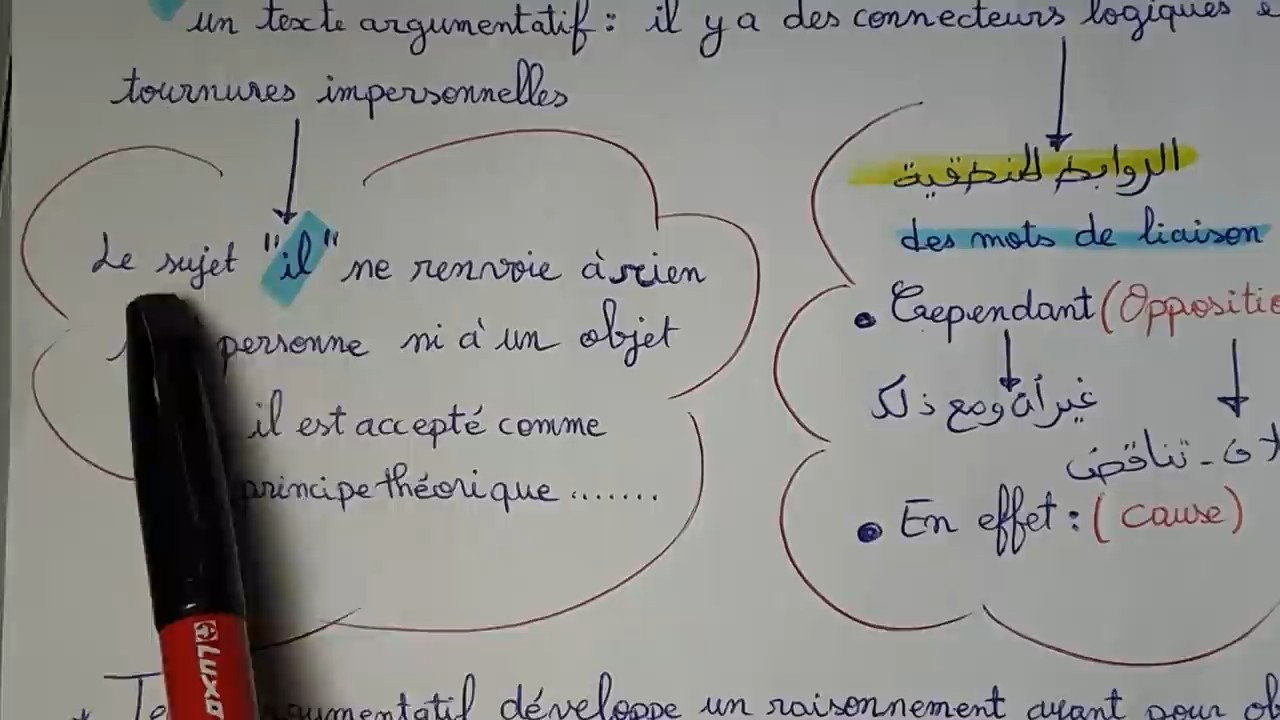 un texte argumentatif : il y a des connecteurs logiques
tournures impersonnelles
Le sujet "il" ne renvoie à rien
personne ni à un objet
il est accepté comme
principe théorique .......
الروابط المنطقية
des mots de liaison
• Cependant (Oppositi
غير أن ومع ذلك
تناقض
• En effet : (cause)
argumentatif développe un raisonnement ayant pour
LUXO